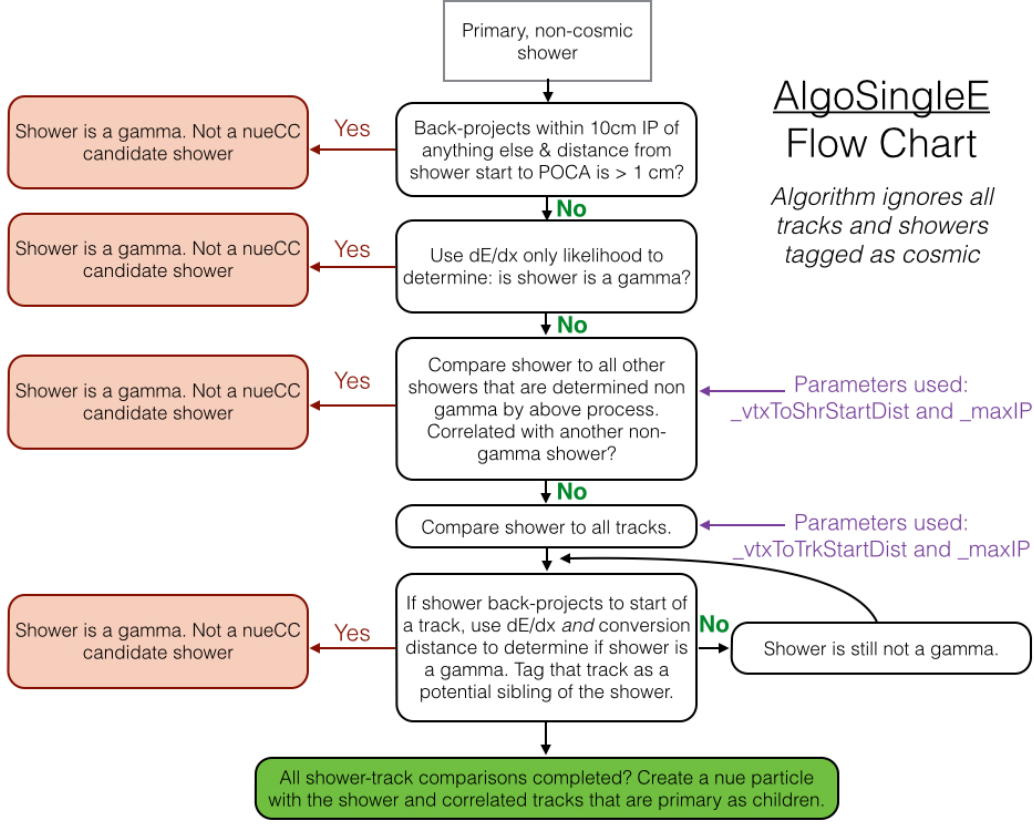 Primary, non-cosmic
shower
AlgoSingleE
Flow Chart
Algorithm ignores all
tracks and showers
tagged as cosmic
Shower is a gamma. Not a nueCC
candidate shower
Yes
Back-projects within 10cm IP of
anything else & distance from
shower start to POCA is > 1 cm?
No
Shower is a gamma. Not a nueCC
candidate shower
Yes
Use dE/dx only likelihood to
determine: is shower is a gamma?
No
Shower is a gamma. Not a nueCC
candidate shower
Yes
Compare shower to all other
showers that are determined non
gamma by above process.
Correlated with another non-
gamma shower?
Parameters used:
_vtxToShrStartDist and _maxIP
No
Compare shower to all tracks.
Parameters used:
_vtxToTrkStartDist and _maxIP
Shower is a gamma. Not a nueCC
candidate shower
Yes
If shower back-projects to start of
a track, use dE/dx and conversion
distance to determine if shower is
a gamma. Tag that track as a
potential sibling of the shower.
No
Shower is still not a gamma.
All shower-track comparisons completed? Create a nue particle
with the shower and correlated tracks that are primary as children.